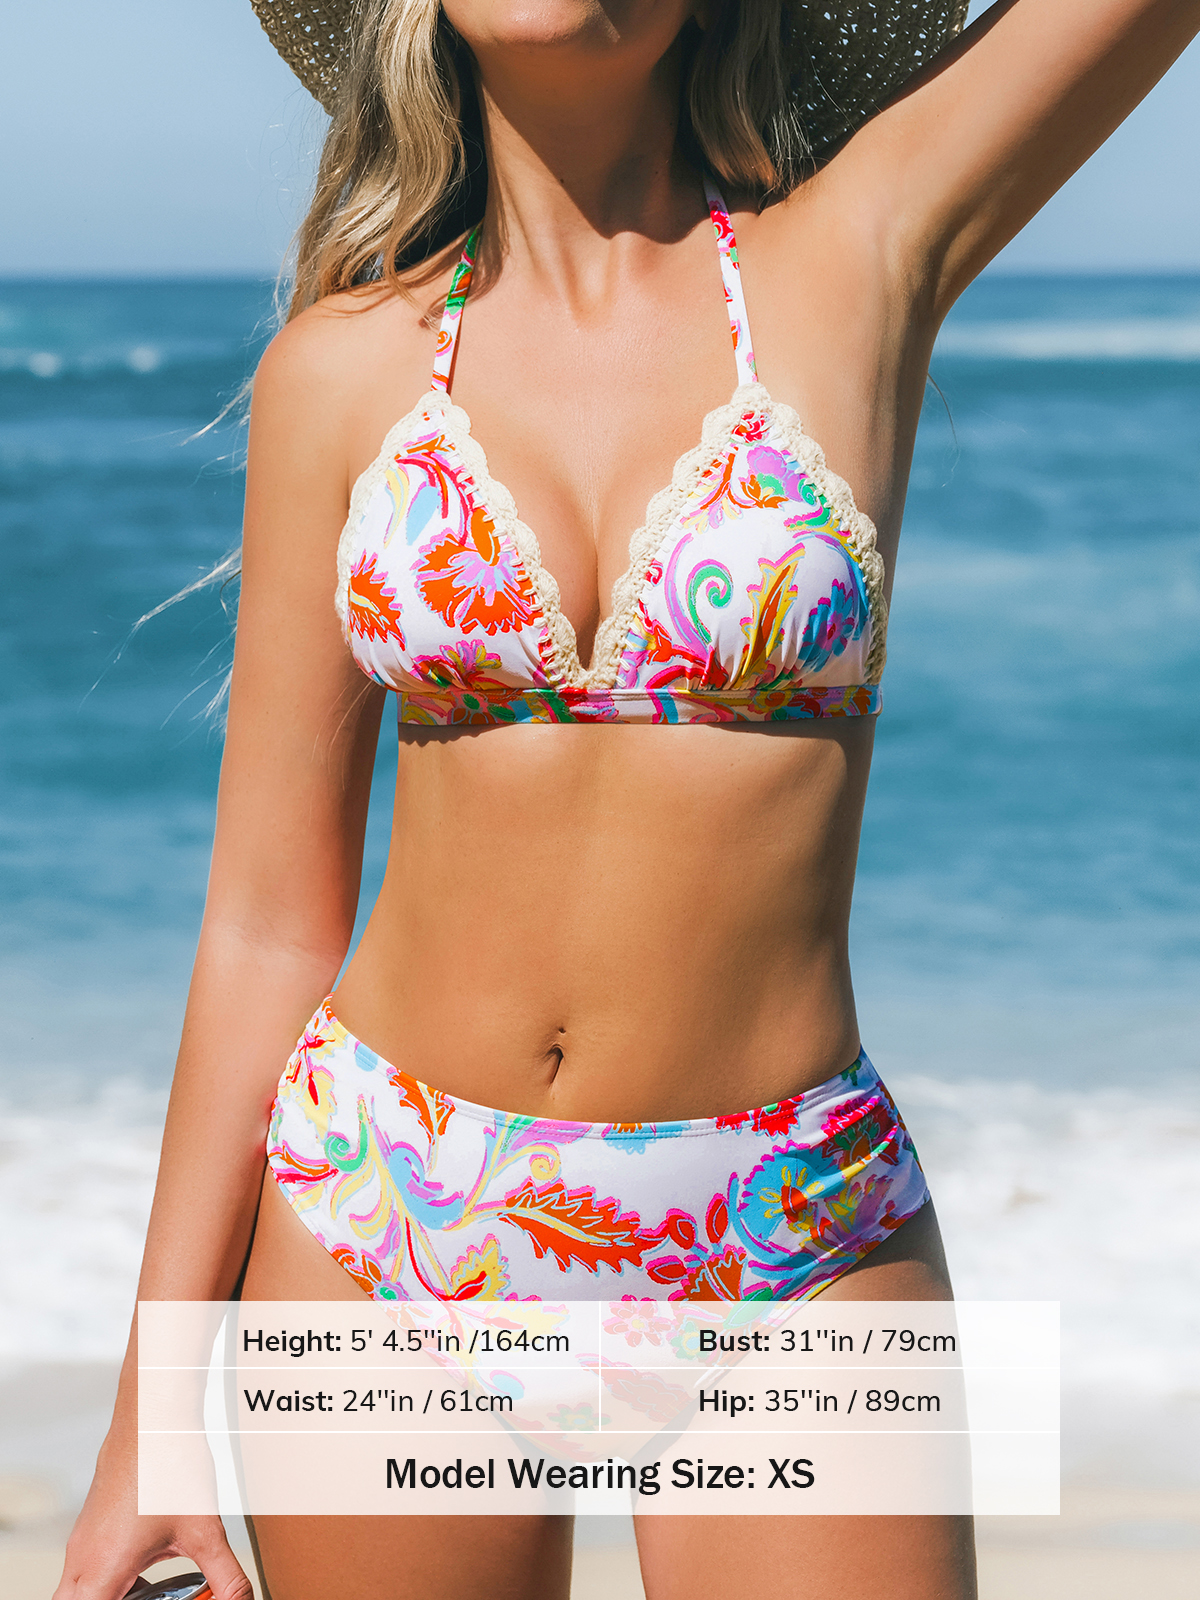 Height: 5' 4.5''in /164cm
Bust: 31''in / 79cm
Waist: 24''in / 61cm
Hip: 35''in / 89cm
Model Wearing Size: XS